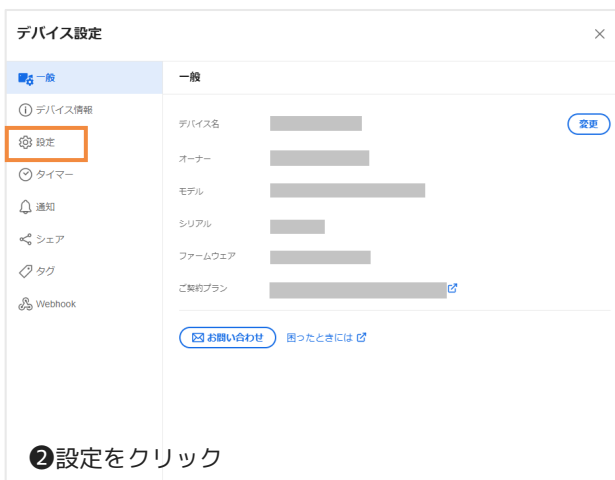 デバイス設定
一般
デバイス情報
設定
タイマー
通知
シェア
タグ
Webhook
一般
デバイス名
変更
オーナー
モデル
シリアル
ファームウェア
ご契約プラン
お問い合わせ 困ったときには
❷設定をクリック